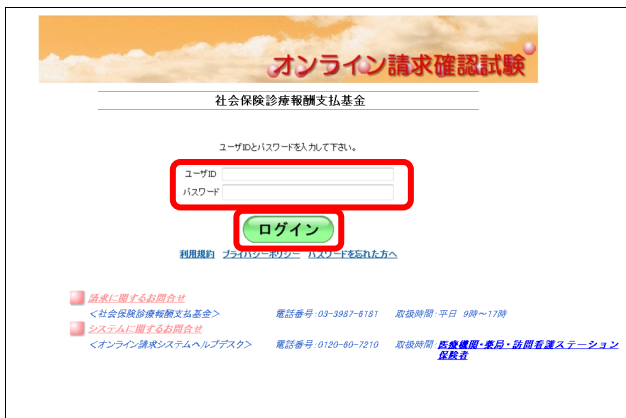 オンライン請求確認試験
社会保険診療報酬支払基金
ユーザIDとパスワードを入力して下さい。
ユーザID
パスワード
ログイン
利用規約 プライバシーポリシー パスワードを忘れた方へ
請求に関するお問合せ
<社会保険診療報酬支払基金> 電話番号:03-3987-6181 取扱時間:平日 9時～17時
システムに関するお問合せ
<オンライン請求システムヘルプデスク> 電話番号:0120-60-7210 取扱時間:医療機関・薬局・訪問看護ステーション
保険者